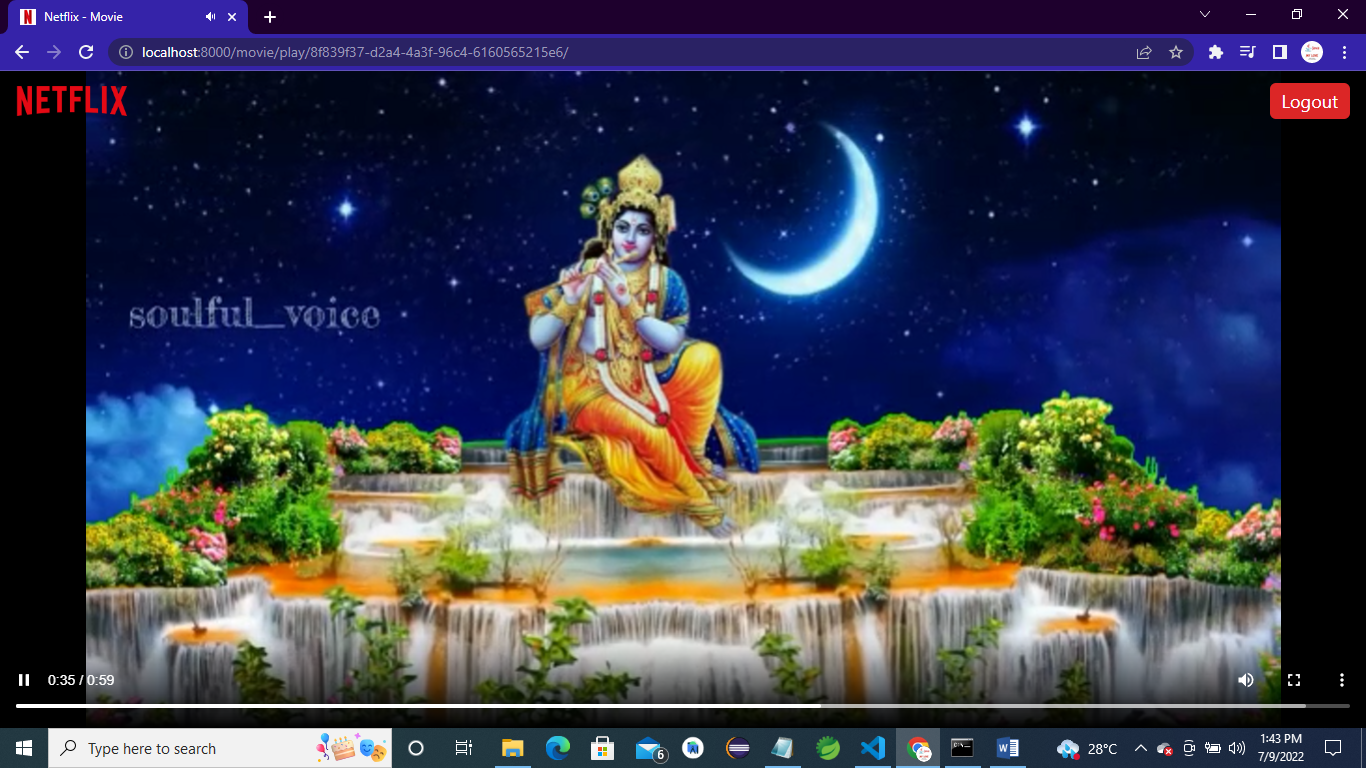 Netflix - Movie
localhost:8000/movie/play/8f839f37-d2a4-4a3f-96c4-6160565215e6/
NETFLIX
Logout
soulful_voice
0:35 / 0:59
Type here to search
6
28°C
1:43 PM
7/9/2022